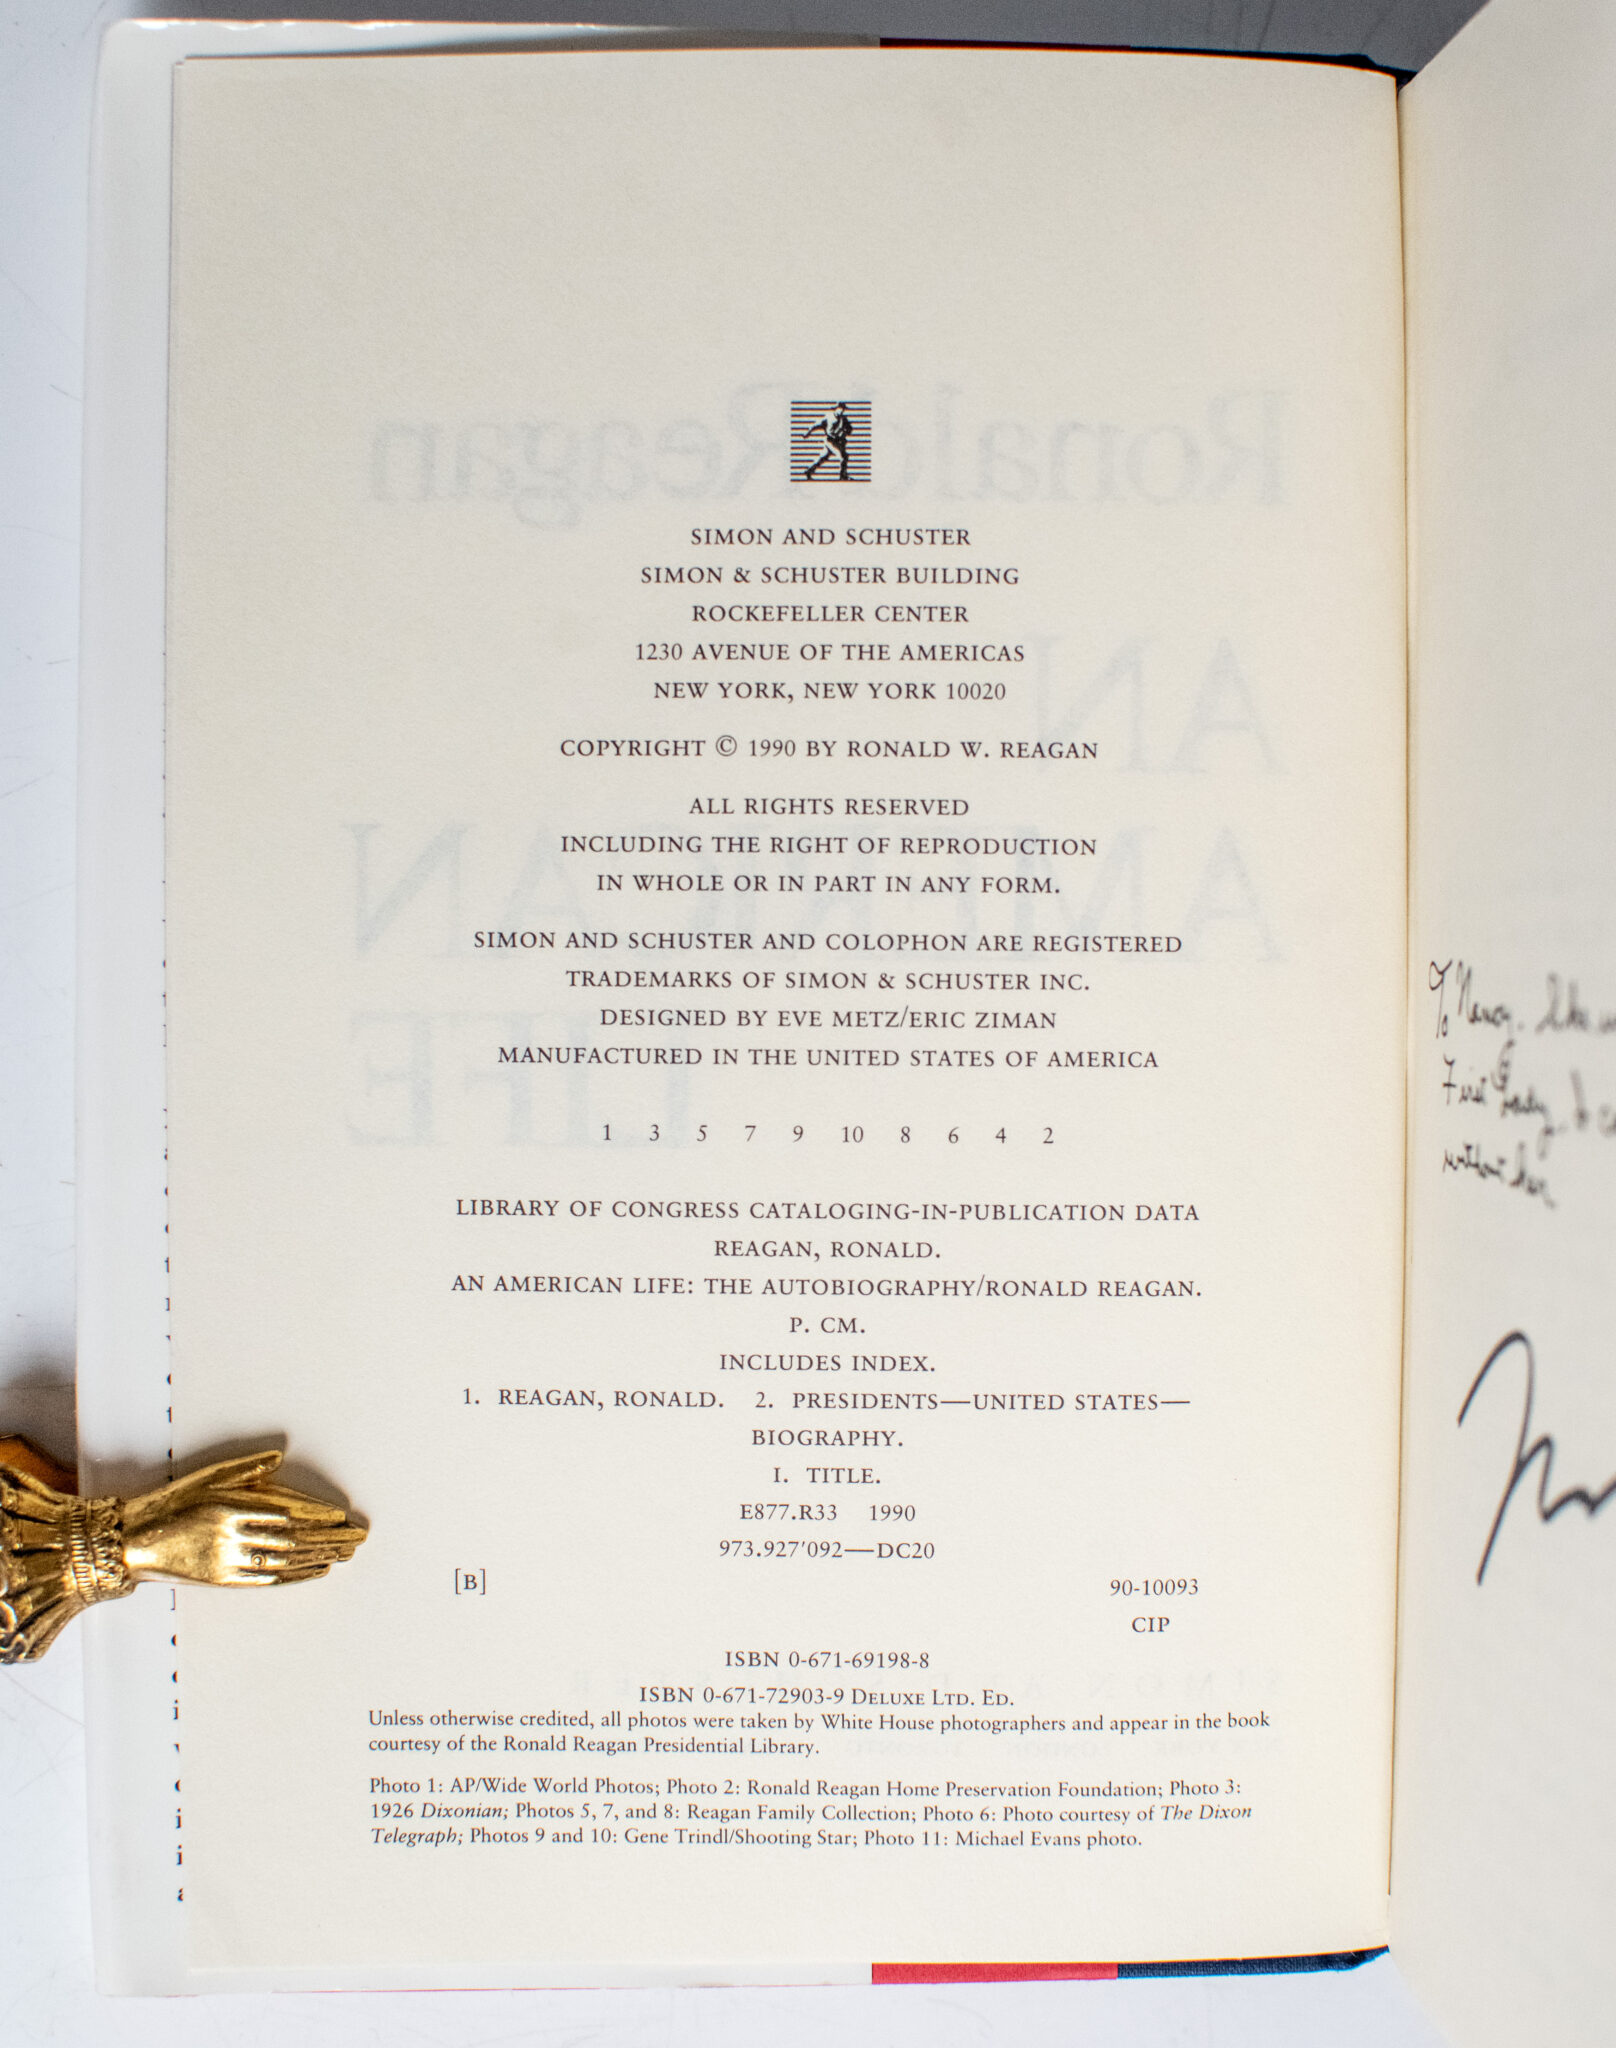 SIMON AND SCHUSTER
SIMON & SCHUSTER BUILDING
ROCKEFELLER CENTER
1230 AVENUE OF THE AMERICAS
NEW YORK, NEW YORK 10020
COPYRIGHT © 1990 BY RONALD W. REAGAN
ALL RIGHTS RESERVED
INCLUDING THE RIGHT OF REPRODUCTION
IN WHOLE OR IN PART IN ANY FORM.
SIMON AND SCHUSTER AND COLOPHON ARE REGISTERED
TRADEMARKS OF SIMON & SCHUSTER INC.
DESIGNED BY EVE METZ/ERIC ZIMAN
MANUFACTURED IN THE UNITED STATES OF AMERICA
1 3 5 7 9 10 8 6 4 2
LIBRARY OF CONGRESS CATALOGING-IN-PUBLICATION DATA
REAGAN, RONALD.
AN AMERICAN LIFE: THE AUTOBIOGRAPHY/RONALD REAGAN.
P. CM.
INCLUDES INDEX.
1. REAGAN, RONALD. 2. PRESIDENTS—UNITED STATES—
BIOGRAPHY.
I. TITLE.
E877.R33 1990
973.927'092—DC20
[B] 90-10093
CIP
ISBN 0-671-69198-8
ISBN 0-671-72903-9 DELUXE LTD. ED.
Unless otherwise credited, all photos were taken by White House photographers and appear in the book
courtesy of the Ronald Reagan Presidential Library.
Photo 1: AP/Wide World Photos; Photo 2: Ronald Reagan Home Preservation Foundation; Photo 3:
1926 Dixonian; Photos 5, 7, and 8: Reagan Family Collection; Photo 6: Photo courtesy of The Dixon
Telegraph; Photos 9 and 10: Gene Trindl/Shooting Star; Photo 11: Michael Evans photo.
To Nancy.
First Lady.
without her